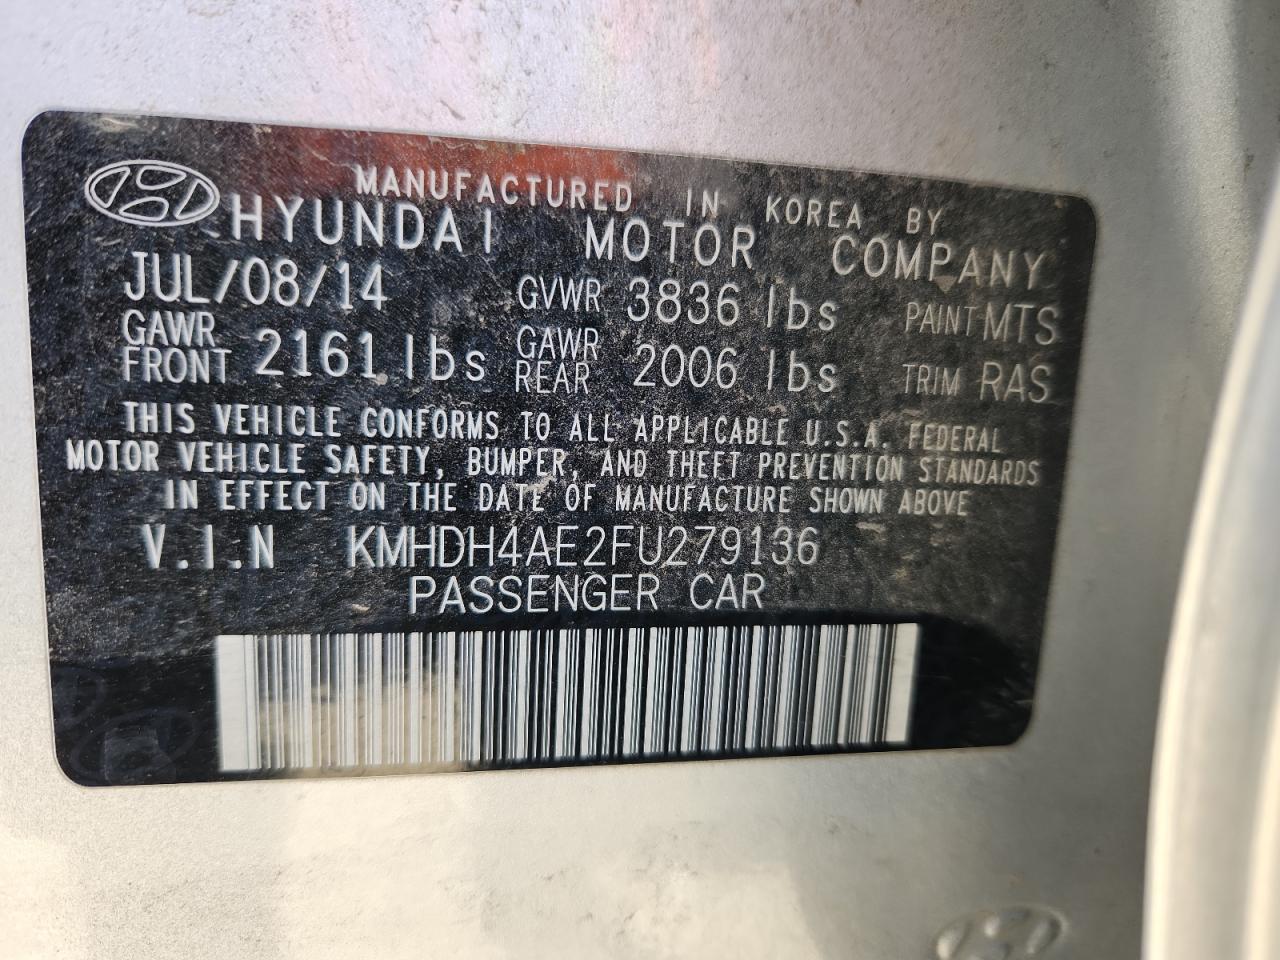 MANUFACTURED IN KOREA BY
HYUNDAI MOTOR COMPANY
JUL/08/14 GVWR 3836 lbs PAINT MTS
GAWR FRONT 2161 lbs GAWR REAR 2006 lbs TRIM RAS
THIS VEHICLE CONFORMS TO ALL APPLICABLE U.S.A. FEDERAL
MOTOR VEHICLE SAFETY, BUMPER, AND THEFT PREVENTION STANDARDS
IN EFFECT ON THE DATE OF MANUFACTURE SHOWN ABOVE
V.I.N KMHDH4AE2FU279136
PASSENGER CAR